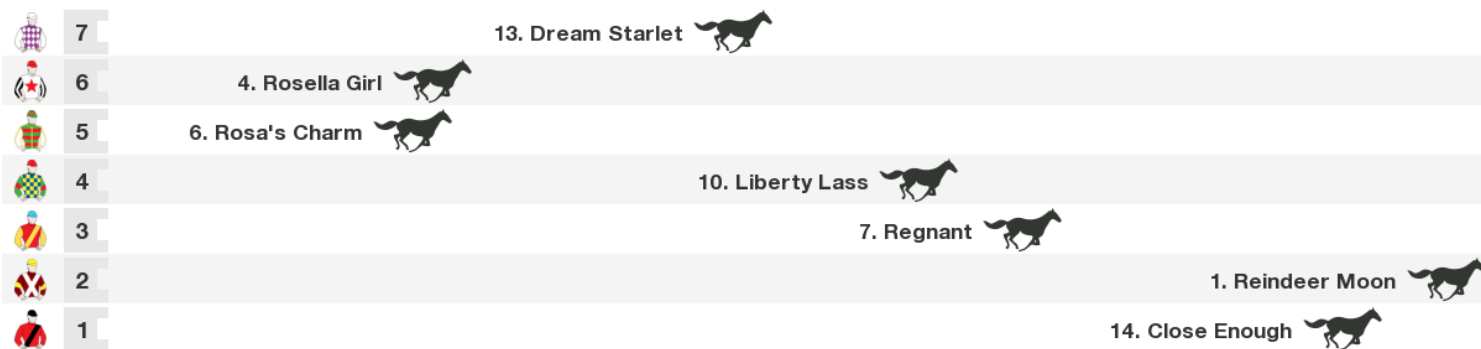 7 13. Dream Starlet
6 4. Rosella Girl
5 6. Rosa's Charm
4 10. Liberty Lass
3 7. Regnant
2 1. Reindeer Moon
1 14. Close Enough